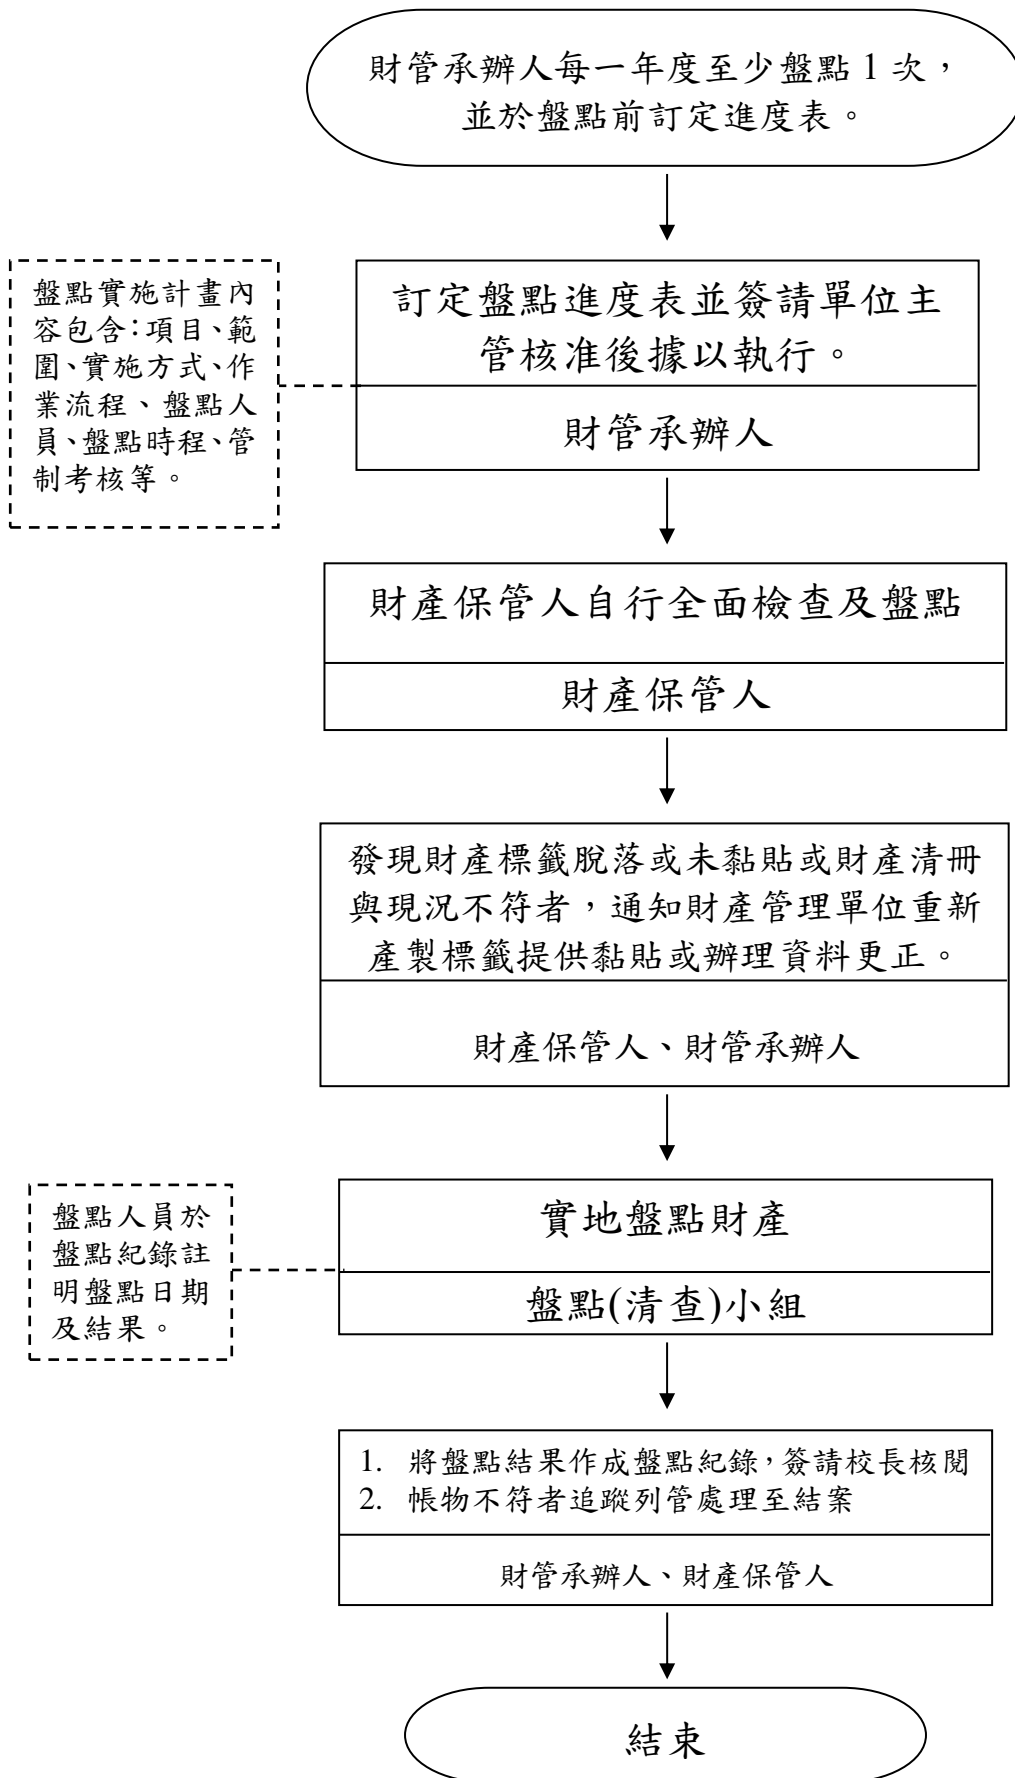 財管承辦人每一年度至少盤點 1 次，
並於盤點前訂定進度表。
盤點實施計畫內
容包含：項目、範
圍、實施方式、作
業流程、盤點人
員、盤點時程、管
制考核等。
訂定盤點進度表並簽請單位主
管核准後據以執行。
財管承辦人
財產保管人自行全面檢查及盤點
財產保管人
發現財產標籤脫落或未黏貼或財產清冊
與現況不符者，通知財產管理單位重新
產製標籤提供黏貼或辦理資料更正。
財產保管人、財管承辦人
盤點人員於
盤點紀錄註
明盤點日期
及結果。
實地盤點財產
盤點(清查)小組
1. 將盤點結果作成盤點紀錄，簽請校長核閱
2. 帳物不符者追蹤列管處理至結案
財管承辦人、財產保管人
結束